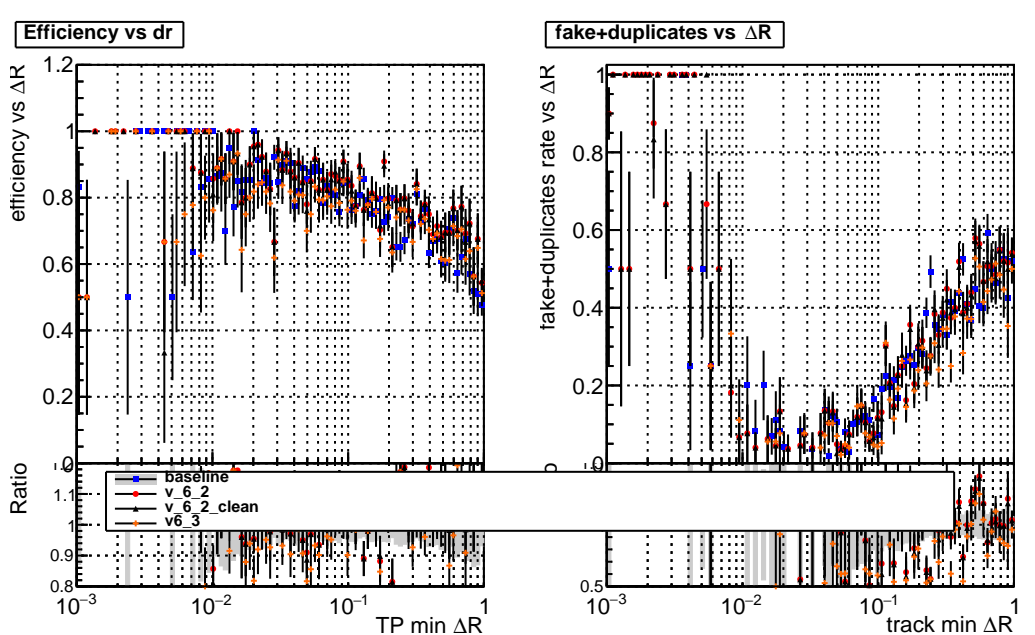 Efficiency vs dr
fake+duplicates vs ΔR
efficiency vs ΔR
1.2
1
0.8
0.6
0.4
0.2
0
fake+duplicates rate vs ΔR
1
0.8
0.6
0.4
0.2
0
Ratio
1.1
1
0.9
0.8
0.5
baseline
v_6_2
v_6_2_clean
v6_3
10⁻³
10⁻²
10⁻¹
1
TP min ΔR
10⁻³
10⁻²
10⁻¹
1
track min ΔR